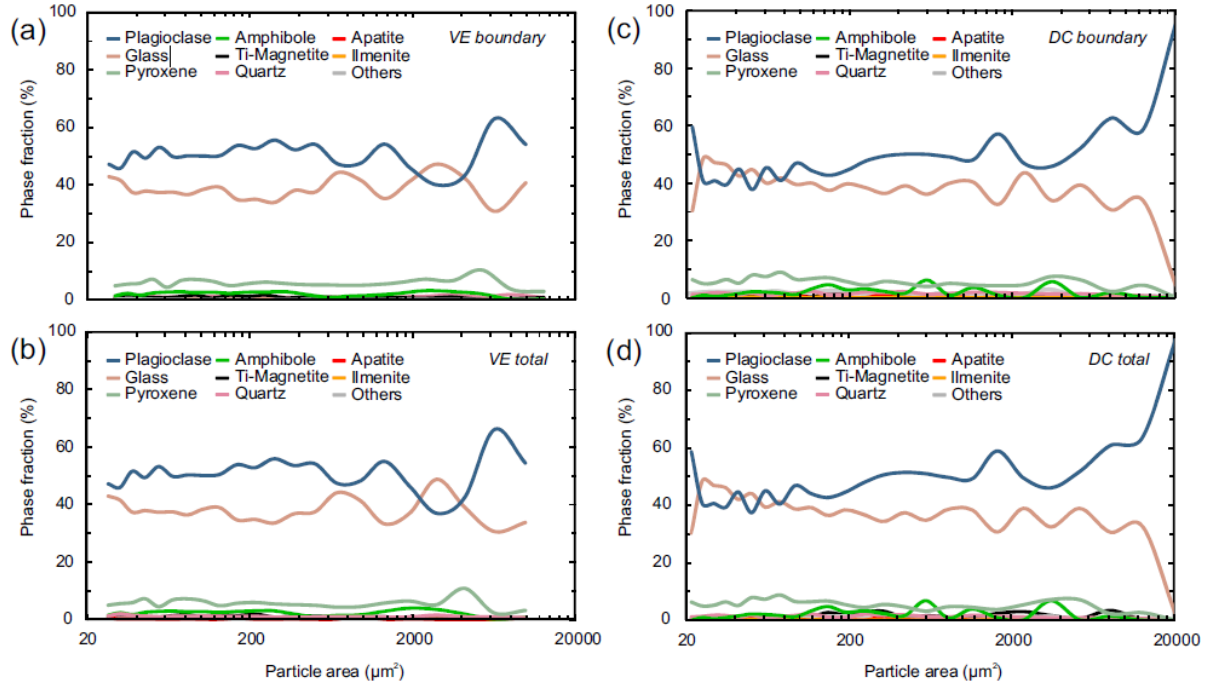 (a)
100
80
60
40
20
0
Phase fraction (%)
Plagioclase Amphibole Apatite
Glass Ti-Magnetite Ilmenite
Pyroxene Quartz Others
VE boundary
(c)
100
80
60
40
20
0
Phase fraction (%)
Plagioclase Amphibole Apatite
Glass Ti-Magnetite Ilmenite
Pyroxene Quartz Others
DC boundary
(b)
100
80
60
40
20
0
Phase fraction (%)
Plagioclase Amphibole Apatite
Glass Ti-Magnetite Ilmenite
Pyroxene Quartz Others
VE total
20 200 2000 20000
Particle area (µm²)
(d)
100
80
60
40
20
0
Phase fraction (%)
Plagioclase Amphibole Apatite
Glass Ti-Magnetite Ilmenite
Pyroxene Quartz Others
DC total
20 200 2000 20000
Particle area (µm²)